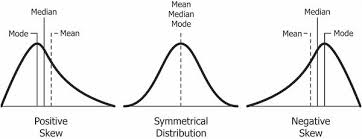 Median
Mode
Mean
Positive
Skew
Mean
Median
Mode
Symmetrical
Distribution
Median
Mean
Mode
Negative
Skew